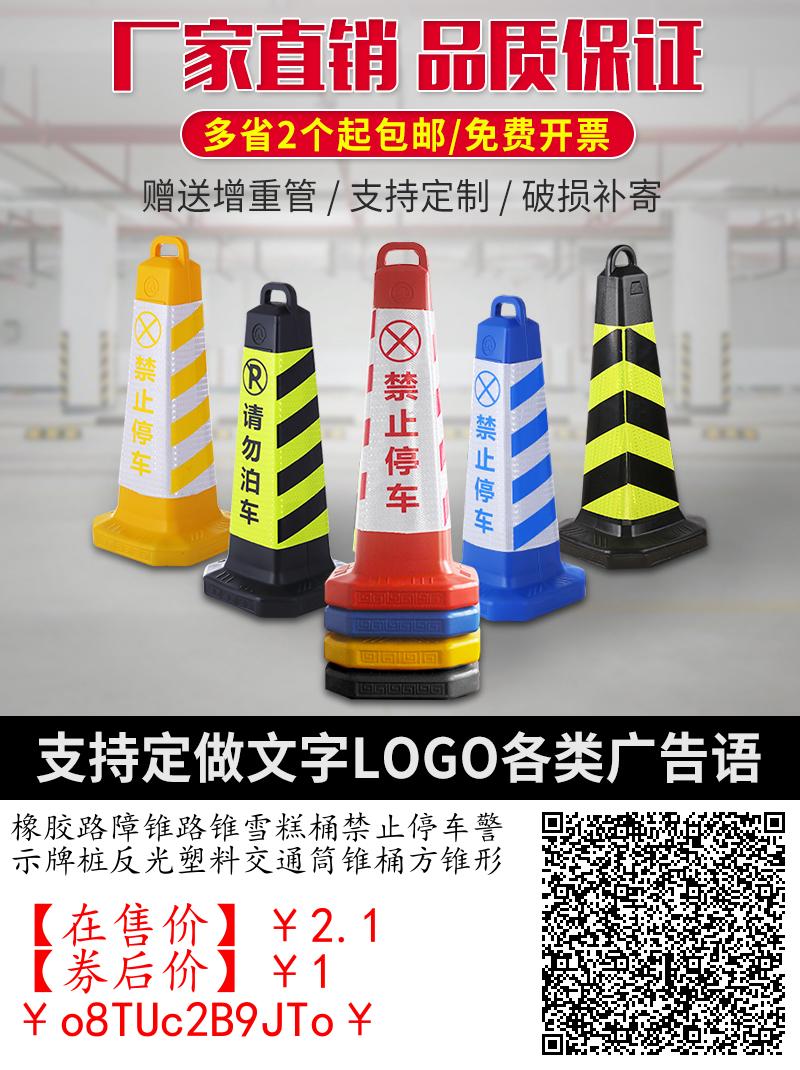 厂家直销 品质保证
多省2个起包邮/免费开票
赠送增重管 / 支持定制 / 破损补寄
禁止停车
请勿泊车
禁止停车
禁止停车
支持定做文字LOGO各类广告语
橡胶路障锥路锥雪糕桶禁止停车警
示牌桩反光塑料交通筒锥桶方锥形
【在售价】￥2.1
【券后价】￥1
￥o8TUc2B9JTo￥